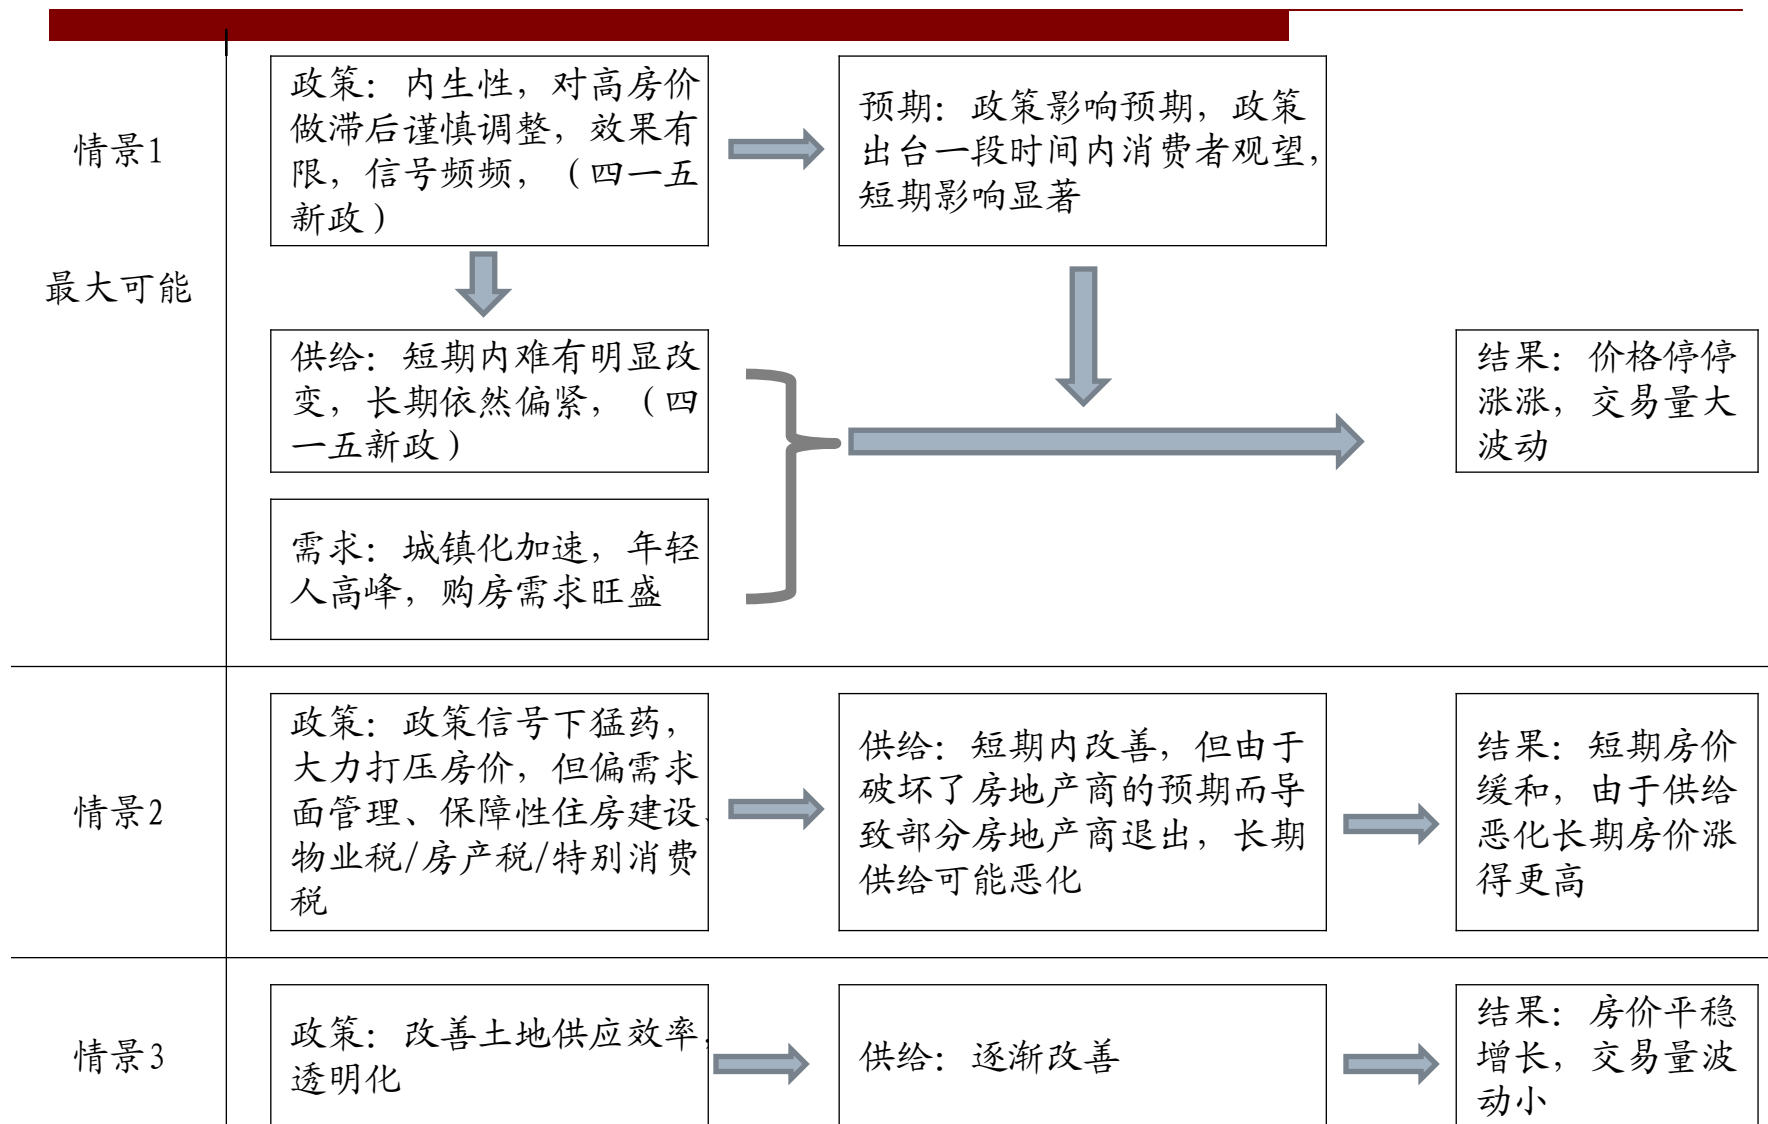 情景1
最大可能
政策：内生性，对高房价
做滞后谨慎调整，效果有
限，信号频频，（四一五
新政）
预期：政策影响预期，政策
出台一段时间内消费者观望，
短期影响显著
供给：短期内难有明显改
变，长期依然偏紧，（四
一五新政）
需求：城镇化加速，年轻
人高峰，购房需求旺盛
结果：价格停停
涨涨，交易量大
波动
情景2
政策：政策信号下猛药，
大力打压房价，但偏需求
面管理、保障性住房建设、
物业税/房产税/特别消费
税
供给：短期内改善，但由于
破坏了房地产商的预期而导
致部分房地产商退出，长期
供给可能恶化
结果：短期房价
缓和，由于供给
恶化长期房价涨
得更高
情景3
政策：改善土地供应效率，
透明化
供给：逐渐改善
结果：房价平稳
增长，交易量波
动小